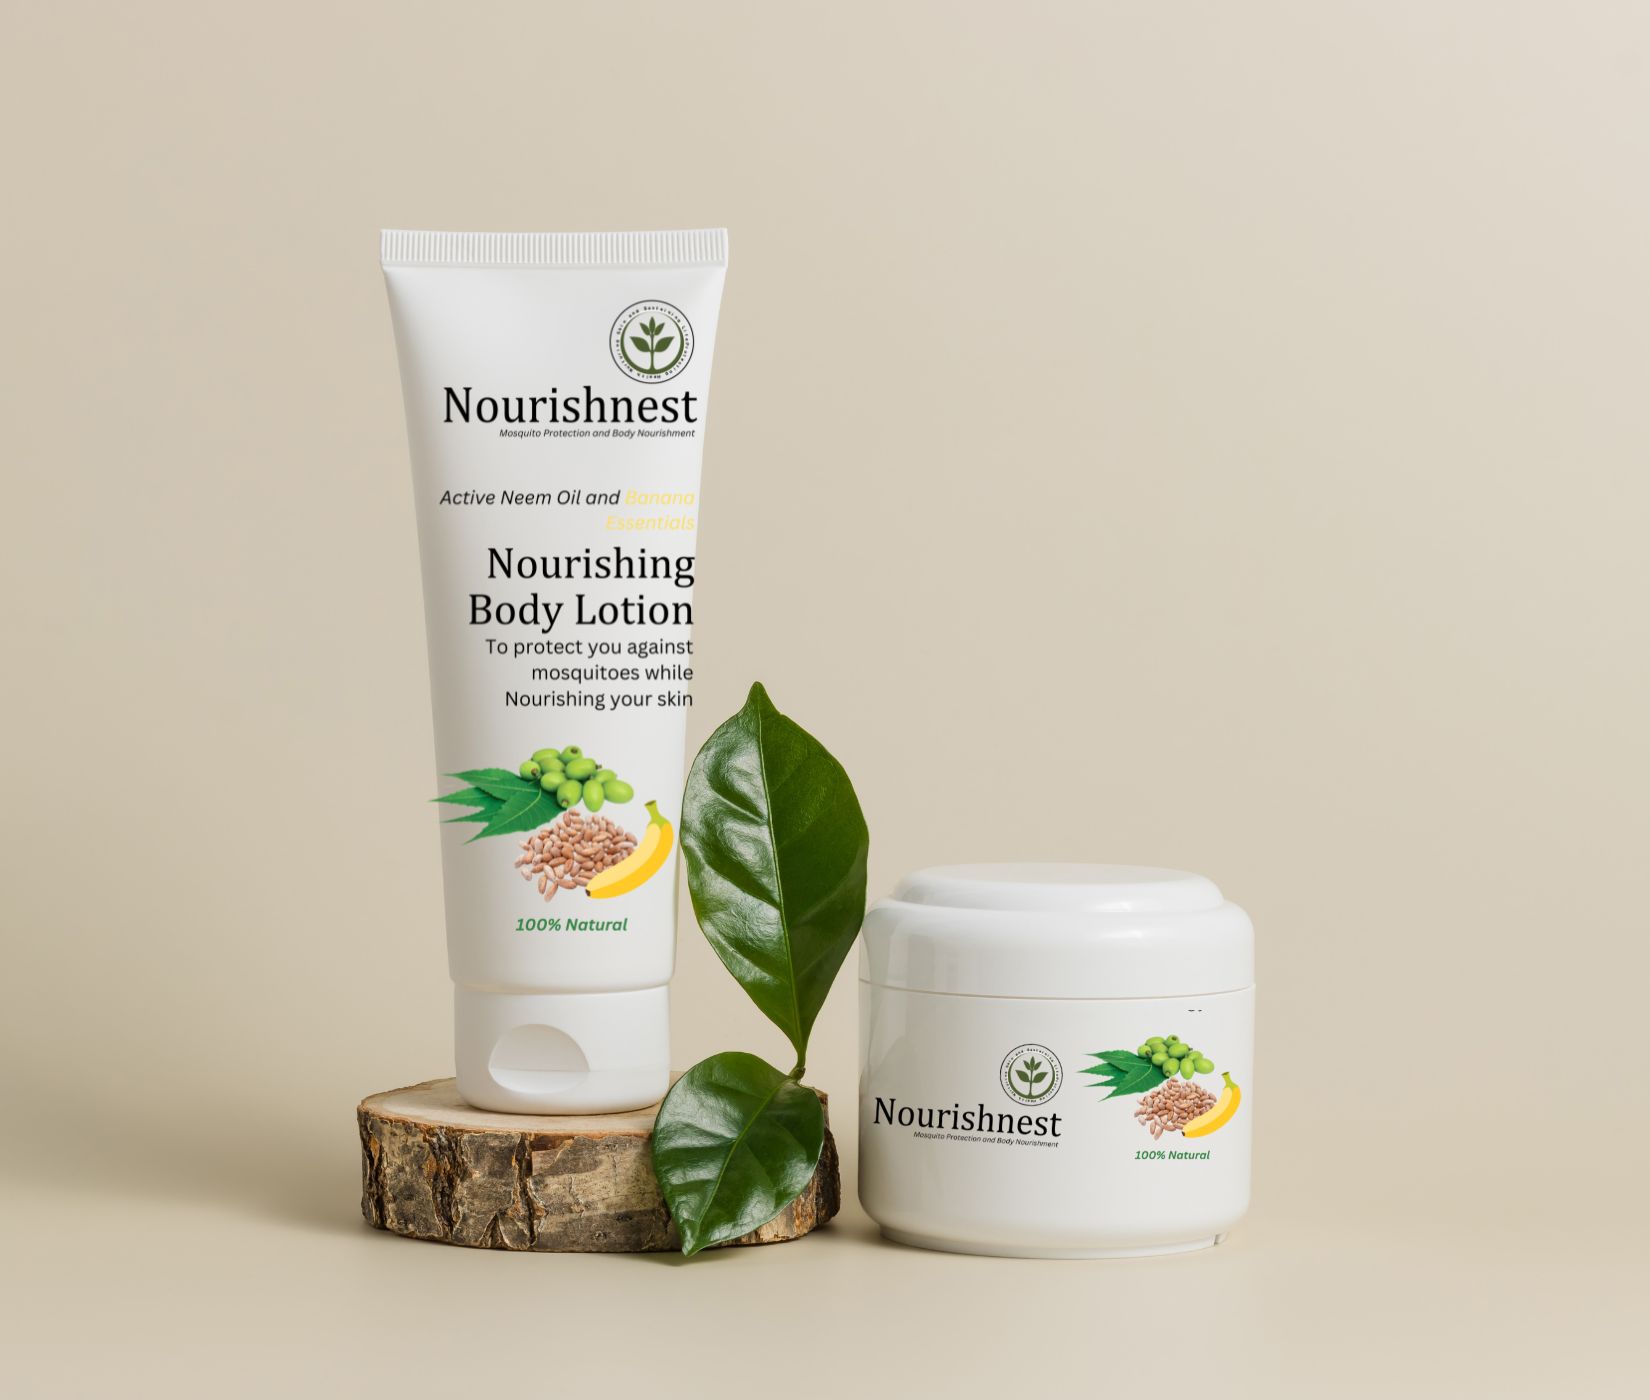 Nourishnest
Mosquito Protection and Body Nourishment
Active Neem Oil and Banana
Essentials
Nourishing
Body Lotion
To protect you against
mosquitoes while
Nourishing your skin
100% Natural
Nourishnest
Mosquito Protection and Body Nourishment
100% Natural